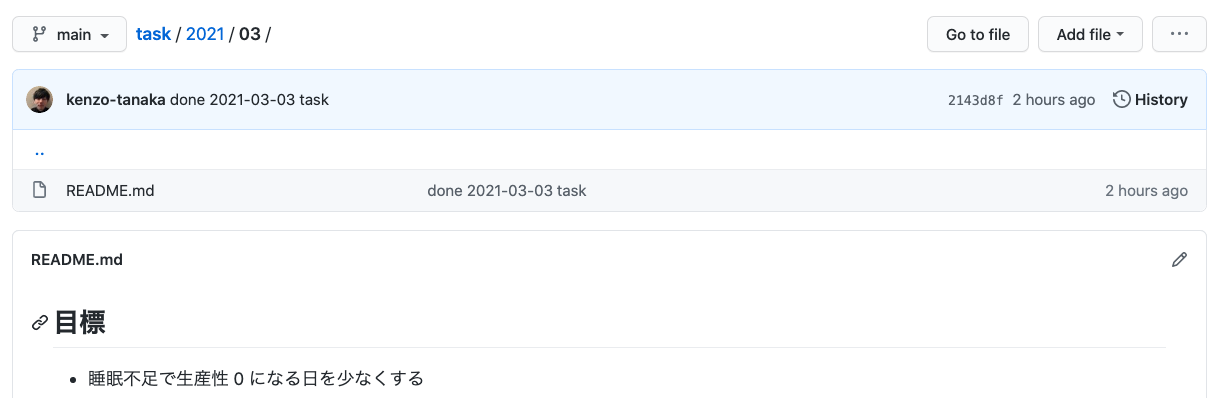 main task / 2021 / 03 / Go to file Add file ...
kenzo-tanaka done 2021-03-03 task 2143d8f 2 hours ago History
..
README.md done 2021-03-03 task 2 hours ago
README.md
目標
• 睡眠不足で生産性 0 になる日を少なくする